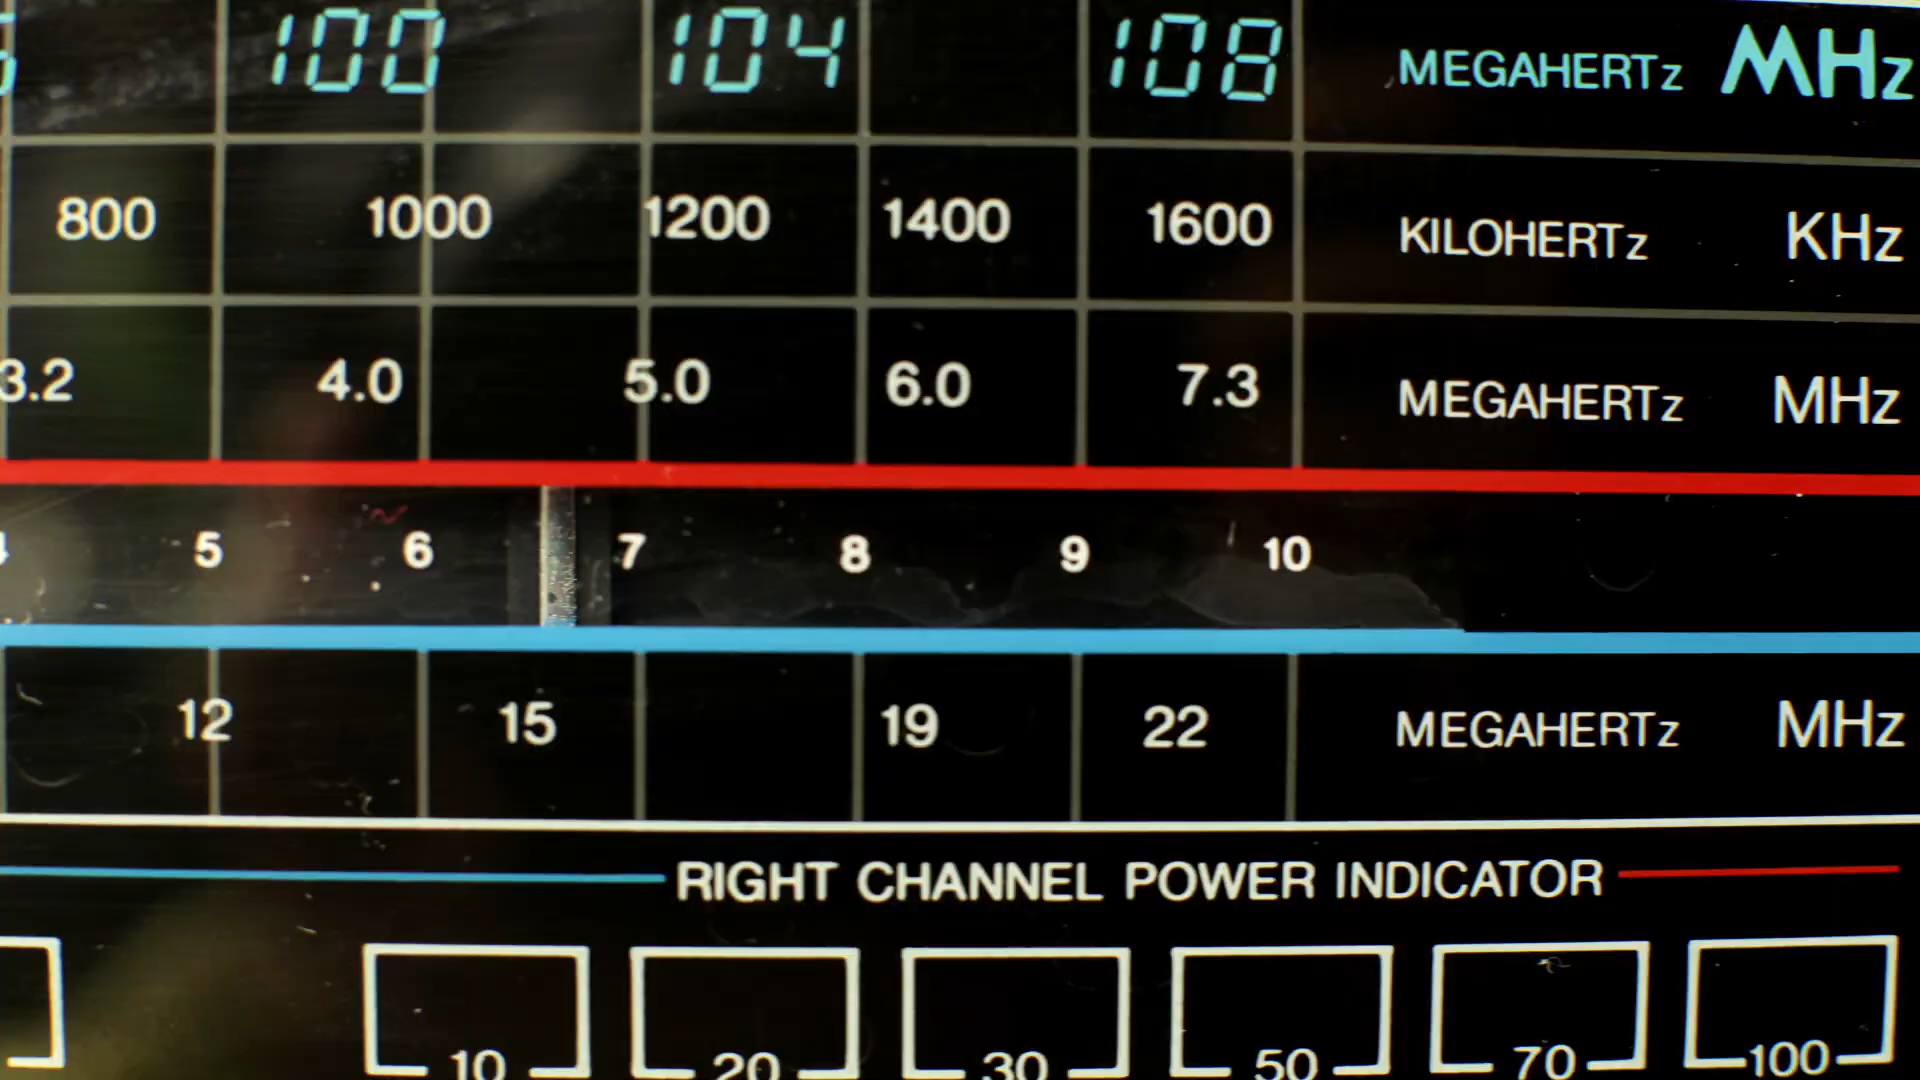 100 104 108 MEGAHERTz MHz
800 1000 1200 1400 1600 KILOHERTz KHz
3.2 4.0 5.0 6.0 7.3 MEGAHERTz MHz
5 6 7 8 9 10
12 15 19 22 MEGAHERTz MHz
RIGHT CHANNEL POWER INDICATOR
10 20 30 50 70 100